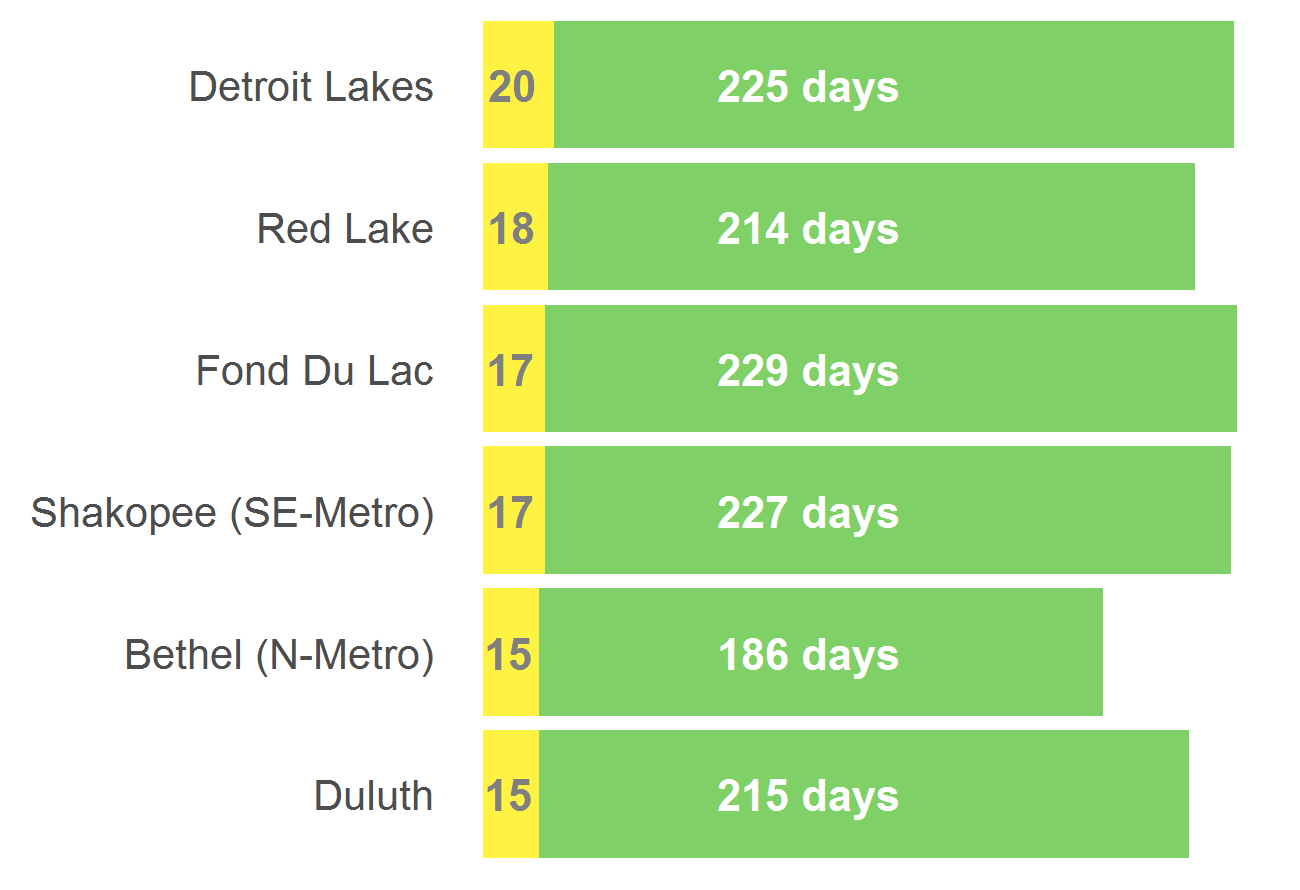 Detroit Lakes 20 225 days
Red Lake 18 214 days
Fond Du Lac 17 229 days
Shakopee (SE-Metro) 17 227 days
Bethel (N-Metro) 15 186 days
Duluth 15 215 days